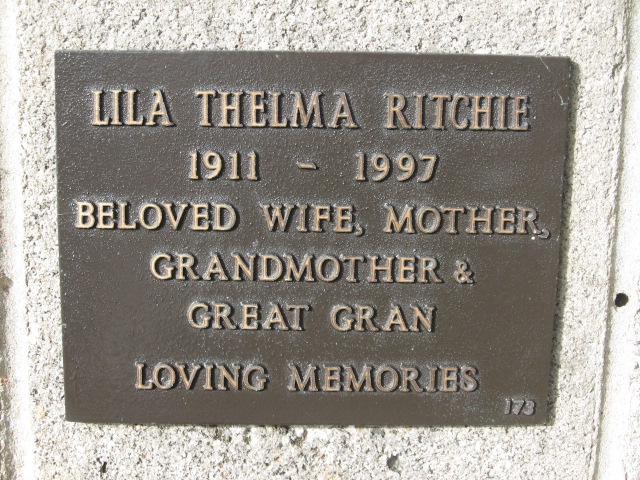 LILA THELMA RITCHIE
1911 - 1997
BELOVED WIFE, MOTHER,
GRANDMOTHER &
GREAT GRAN
LOVING MEMORIES
173